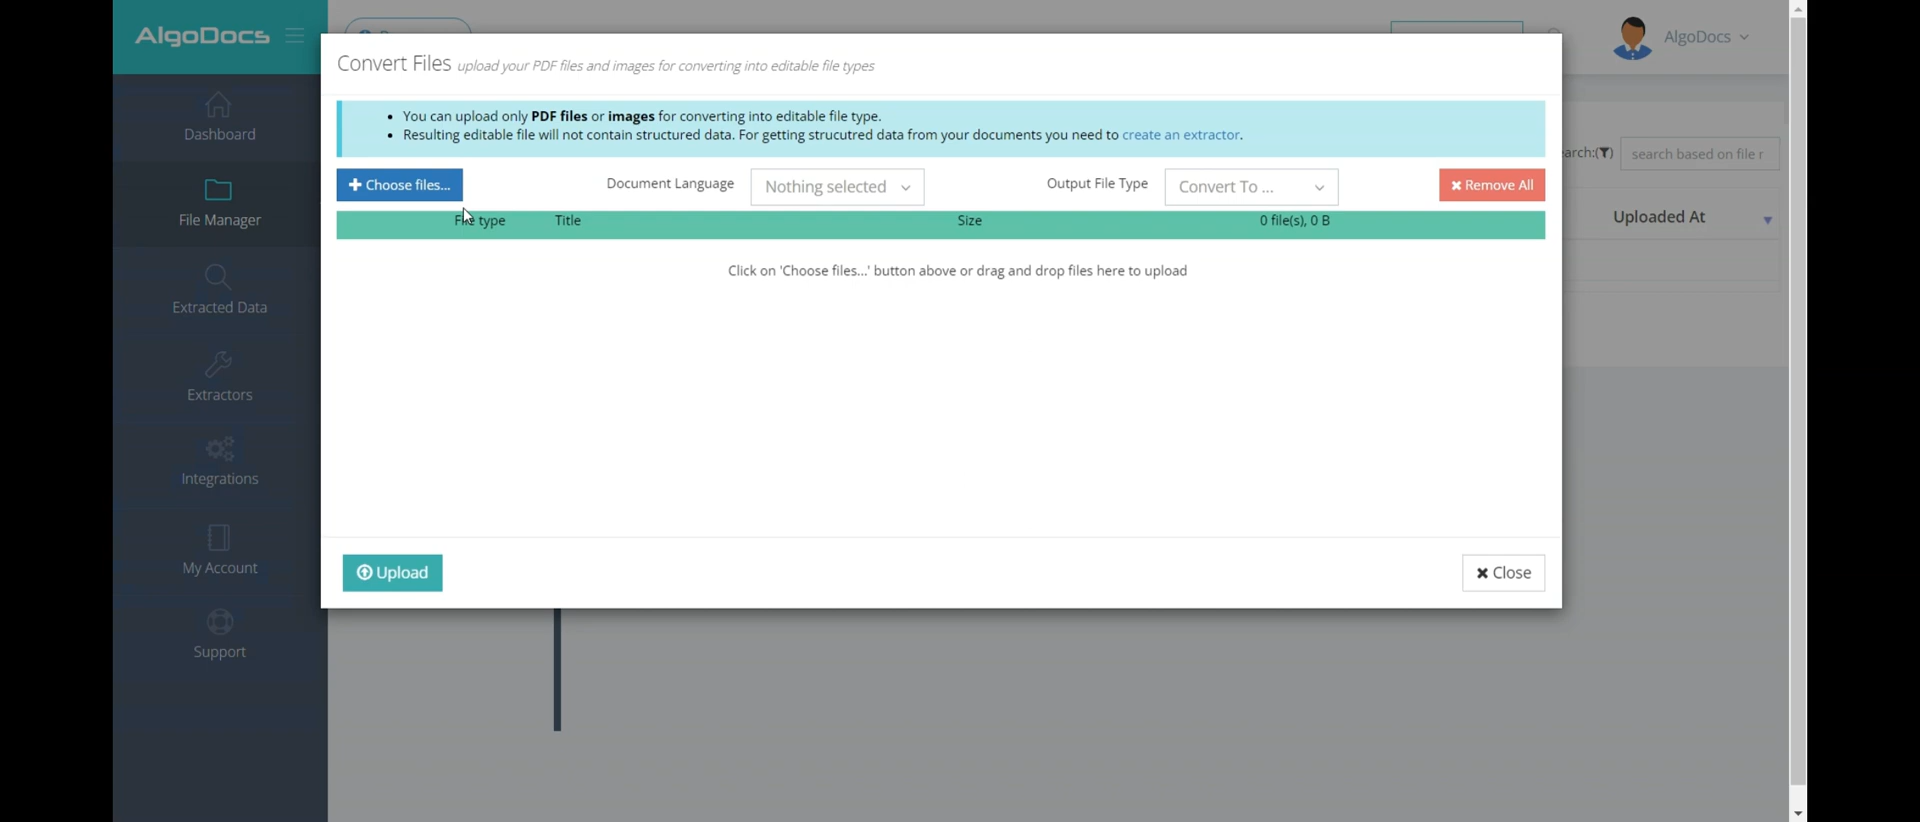 AlgoDocs
AlgoDocs
Convert Files upload your PDF files and images for converting into editable file types
Dashboard
File Manager
Extracted Data
Extractors
Integrations
My Account
Support
You can upload only PDF files or images for converting into editable file type.
Resulting editable file will not contain structured data. For getting strucutred data from your documents you need to create an extractor.
Choose files...
Document Language
Nothing selected
Output File Type
Convert To ...
Remove All
File type
Title
Size
0 file(s), 0 B
Click on 'Choose files...' button above or drag and drop files here to upload
Upload
Close
search based on file r
Uploaded At